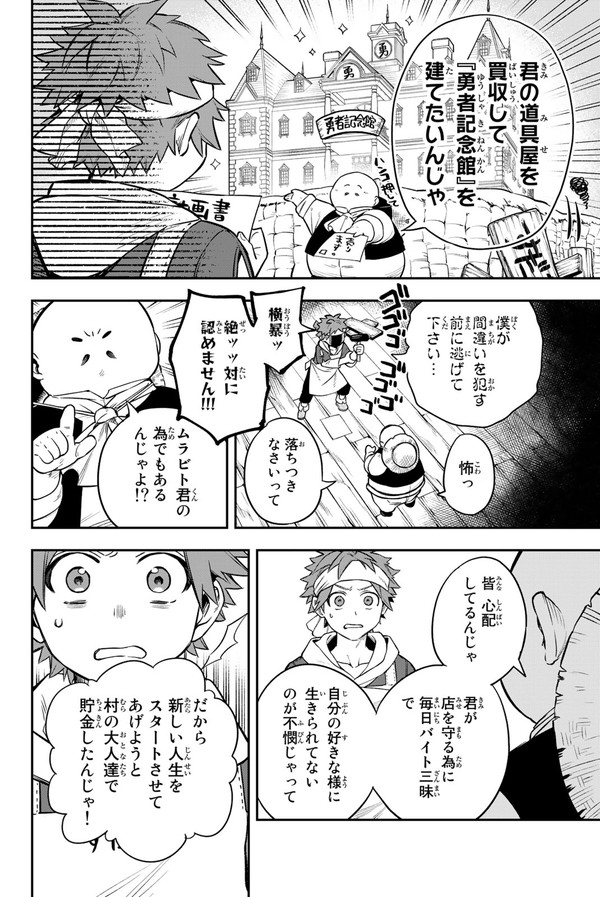 君の道具屋を
買収して
『勇者記念館』を
建てたいんじゃ
勇
勇者記念館
ハンコ押して
売ります。
計画書
僕が
間違いを犯す
前に逃げて
下さい…
ゴゴゴゴゴ
怖っ
横暴ッ
絶ッッ対に
認めません!!!
落ちつき
なさいって
ムラビト君の
為でもある
んじゃよ!?
皆 心配
してるんじゃ
君が
店を守る為に
毎日バイト三昧
で
自分の好きな様に
生きられてない
のが不憫じゃって
だから
新しい人生を
スタートさせて
あげようと
村の大人達で
貯金したんじゃ!